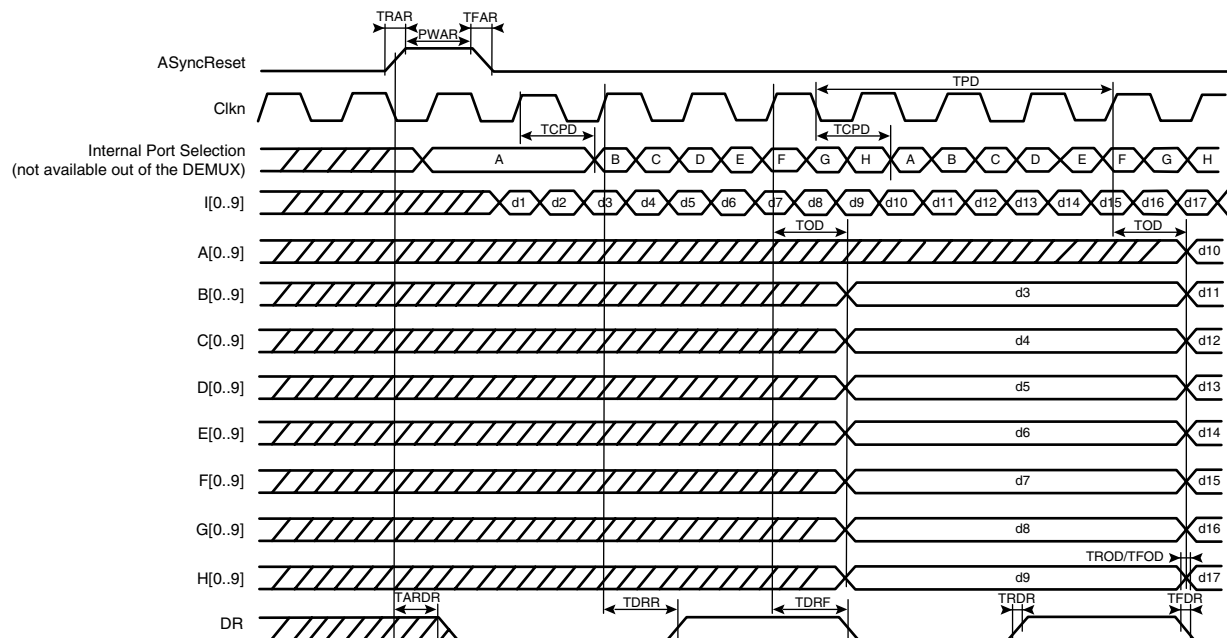 TRAR TFAR
PWAR
ASyncReset
TPD
Clkn
TCPD TCPD
Internal Port Selection
(not available out of the DEMUX)
A B C D E F G H A B C D E F G H
I[0..9] d1 d2 d3 d4 d5 d6 d7 d8 d9 d10 d11 d12 d13 d14 d15 d16 d17
TOD TOD
A[0..9] d10
B[0..9] d3 d11
C[0..9] d4 d12
D[0..9] d5 d13
E[0..9] d6 d14
F[0..9] d7 d15
G[0..9] d8 d16
TROD/TFOD
H[0..9] d9 d17
TARDR TDRR TDRF TRDR TFDR
DR